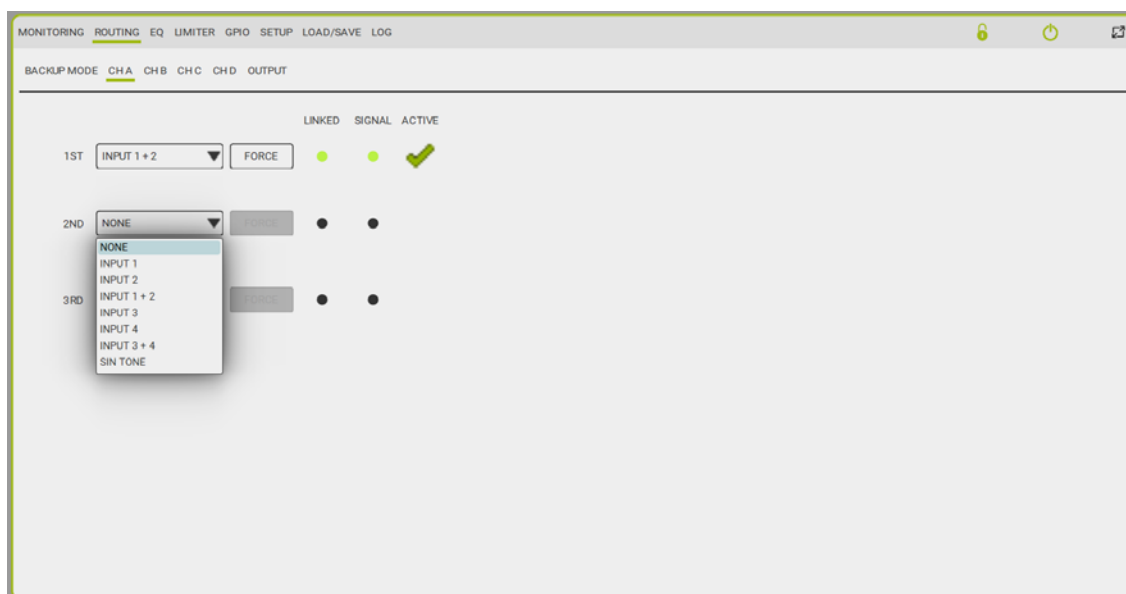 MONITORING ROUTING EQ LIMITER GPIO SETUP LOAD/SAVE LOG
BACKUP MODE CH A CH B CH C CH D OUTPUT
LINKED SIGNAL ACTIVE
1ST INPUT 1 + 2 FORCE
2ND NONE FORCE
NONE
INPUT 1
INPUT 2
3RD INPUT 1 + 2 FORCE
INPUT 3
INPUT 4
INPUT 3 + 4
SIN TONE